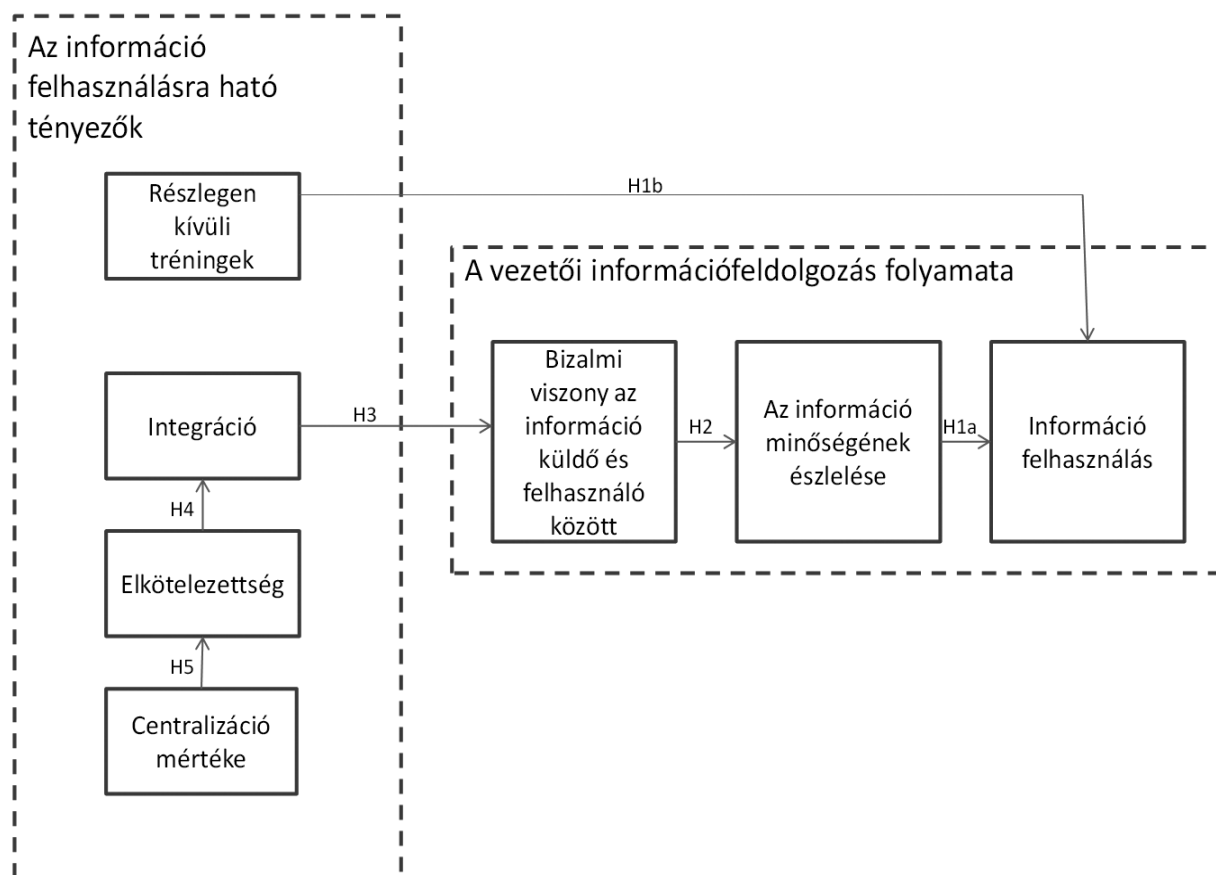 Az információ
felhasználásra ható
tényezők
Részlegen
kívüli
tréningek
H1b
A vezetői információfeldolgozás folyamata
Integráció
H3
Bizalmi
viszony az
információ
küldő és
felhasználó
között
H2
Az információ
minőségének
észlelése
H1a
Információ
felhasználás
H4
Elkötelezettség
H5
Centralizáció
mértéke